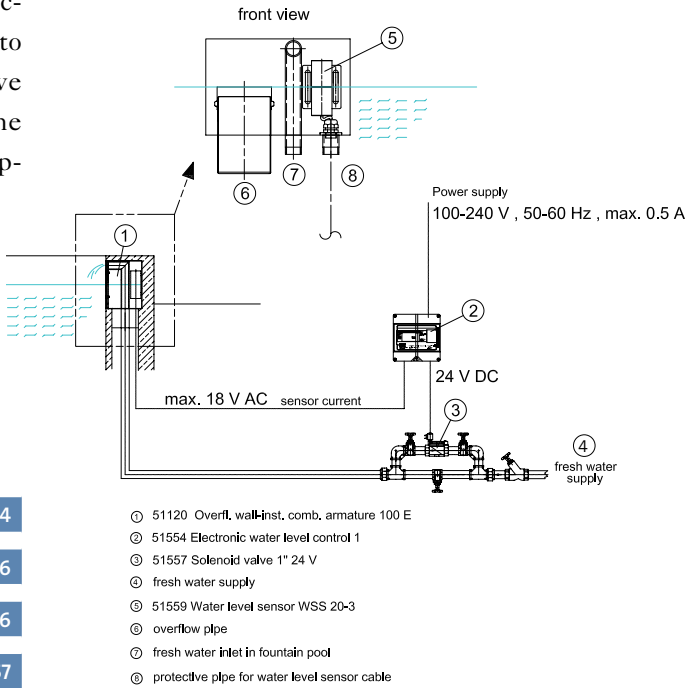 c-
to
ve
ne
p-
front view
5
6
7
8
Power supply
100-240 V , 50-60 Hz , max. 0.5 A
1
2
24 V DC
max. 18 V AC sensor current
3
4
fresh water
supply
4
6
6
7
1 51120 Overfl. wall-inst. comb. armature 100 E
2 51554 Electronic water level control 1
3 51557 Solenoid valve 1" 24 V
4 fresh water supply
5 51559 Water level sensor WSS 20-3
6 overflow pipe
7 fresh water inlet in fountain pool
8 protective pipe for water level sensor cable